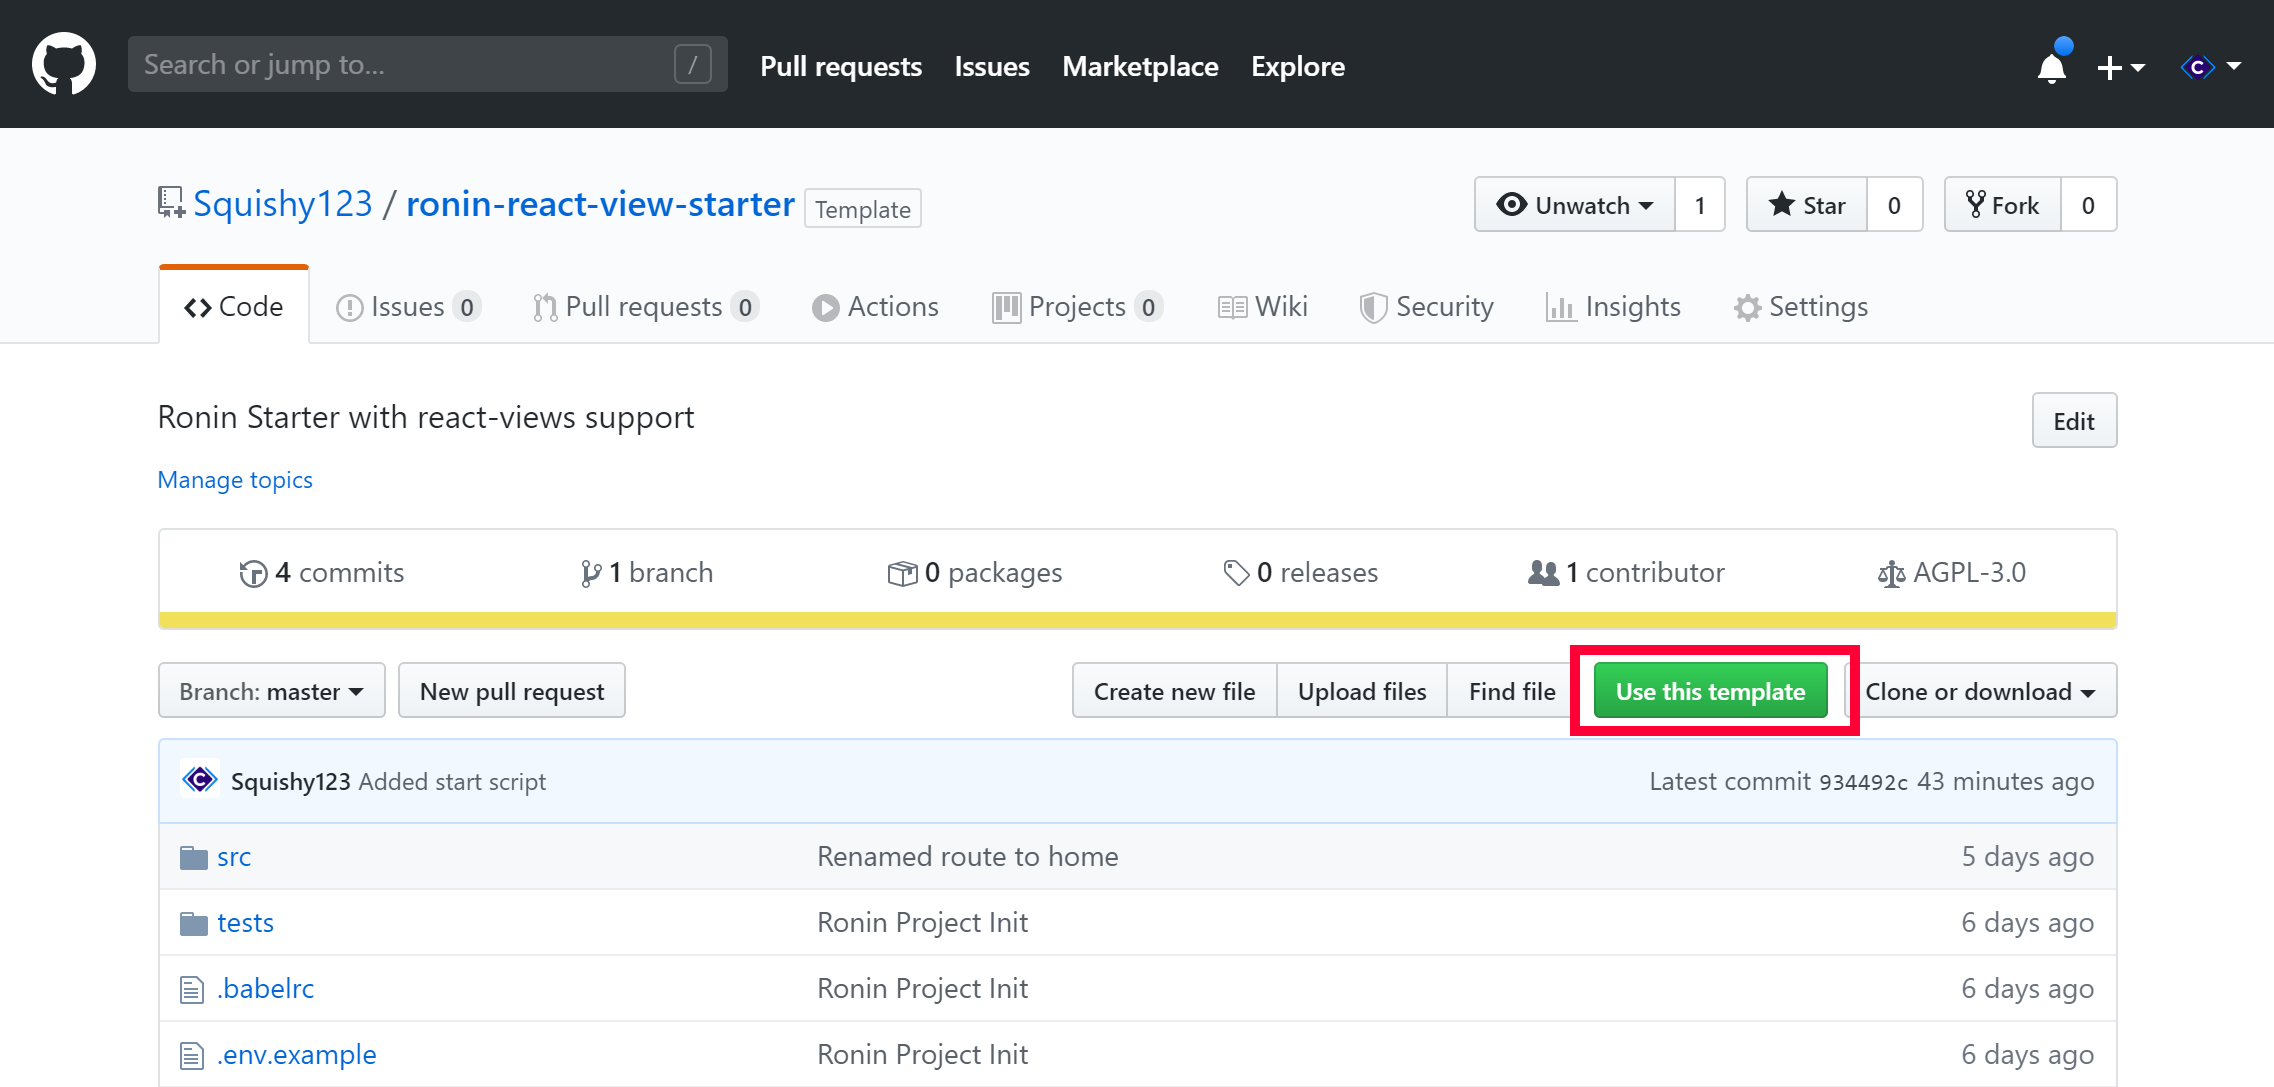 Search or jump to... / Pull requests Issues Marketplace Explore
Squishy123 / ronin-react-view-starter Template Unwatch 1 Star 0 Fork 0
Code Issues 0 Pull requests 0 Actions Projects 0 Wiki Security Insights Settings
Ronin Starter with react-views support Edit
Manage topics
4 commits 1 branch 0 packages 0 releases 1 contributor AGPL-3.0
Branch: master New pull request Create new file Upload files Find file Use this template Clone or download
Squishy123 Added start script Latest commit 934492c 43 minutes ago
src Renamed route to home 5 days ago
tests Ronin Project Init 6 days ago
.babelrc Ronin Project Init 6 days ago
.env.example Ronin Project Init 6 days ago